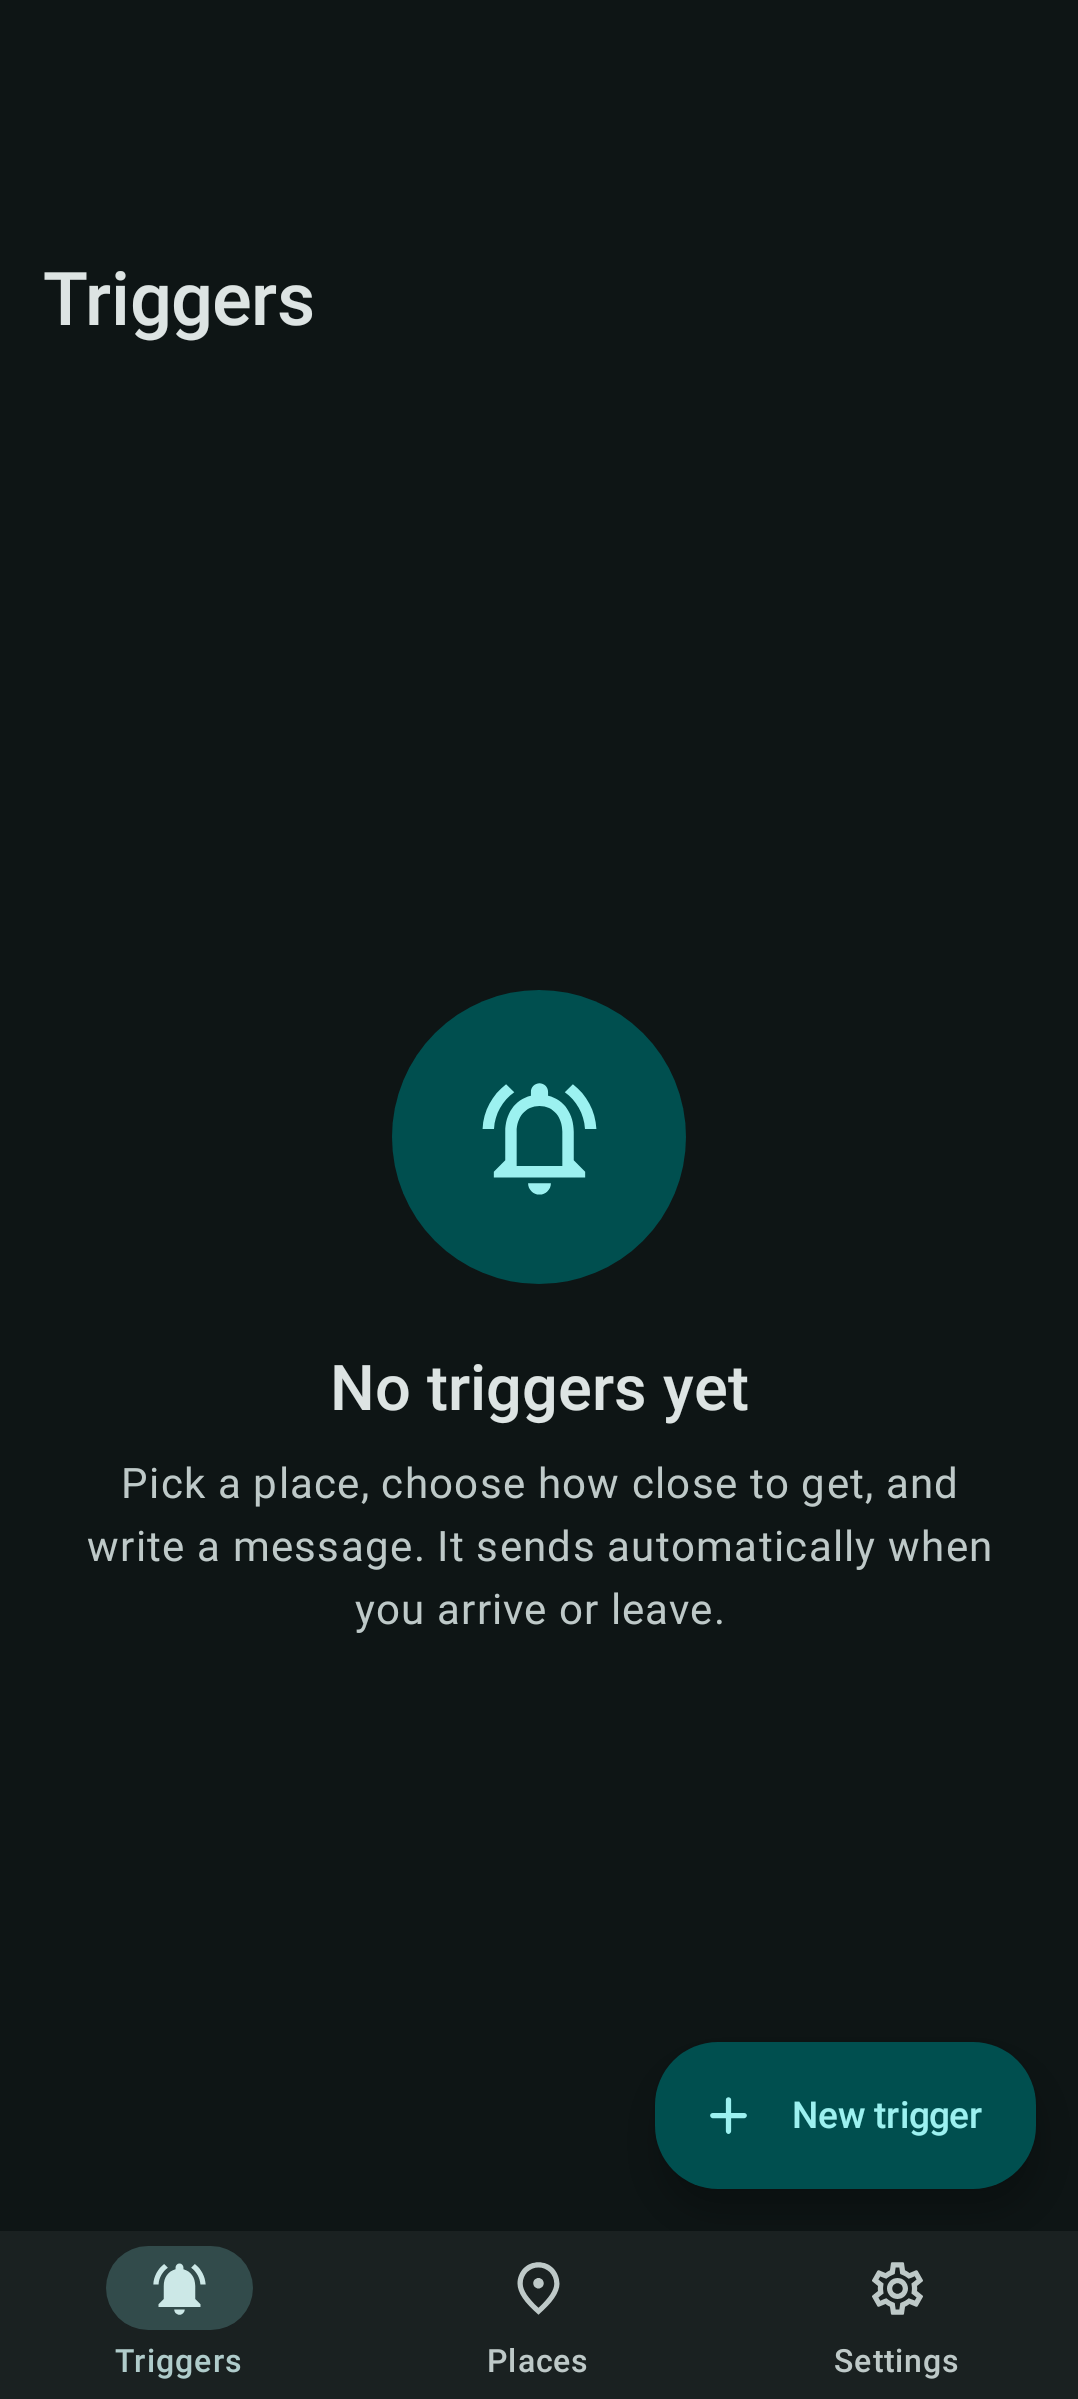 Triggers
No triggers yet
Pick a place, choose how close to get, and
write a message. It sends automatically when
you arrive or leave.
New trigger
Triggers
Places
Settings